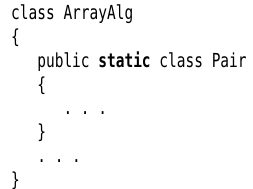 class ArrayAlg
{
public static class Pair
{
. . .
}
. . .
}